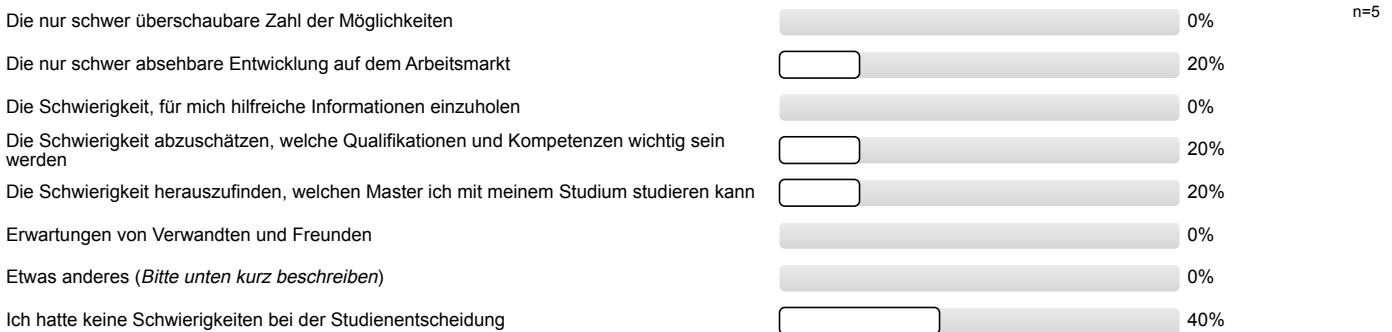 Die nur schwer überschaubare Zahl der Möglichkeiten 0% n=5
Die nur schwer absehbare Entwicklung auf dem Arbeitsmarkt 20%
Die Schwierigkeit, für mich hilfreiche Informationen einzuholen 0%
Die Schwierigkeit abzuschätzen, welche Qualifikationen und Kompetenzen wichtig sein
werden 20%
Die Schwierigkeit herauszufinden, welchen Master ich mit meinem Studium studieren kann 20%
Erwartungen von Verwandten und Freunden 0%
Etwas anderes (Bitte unten kurz beschreiben) 0%
Ich hatte keine Schwierigkeiten bei der Studienentscheidung 40%